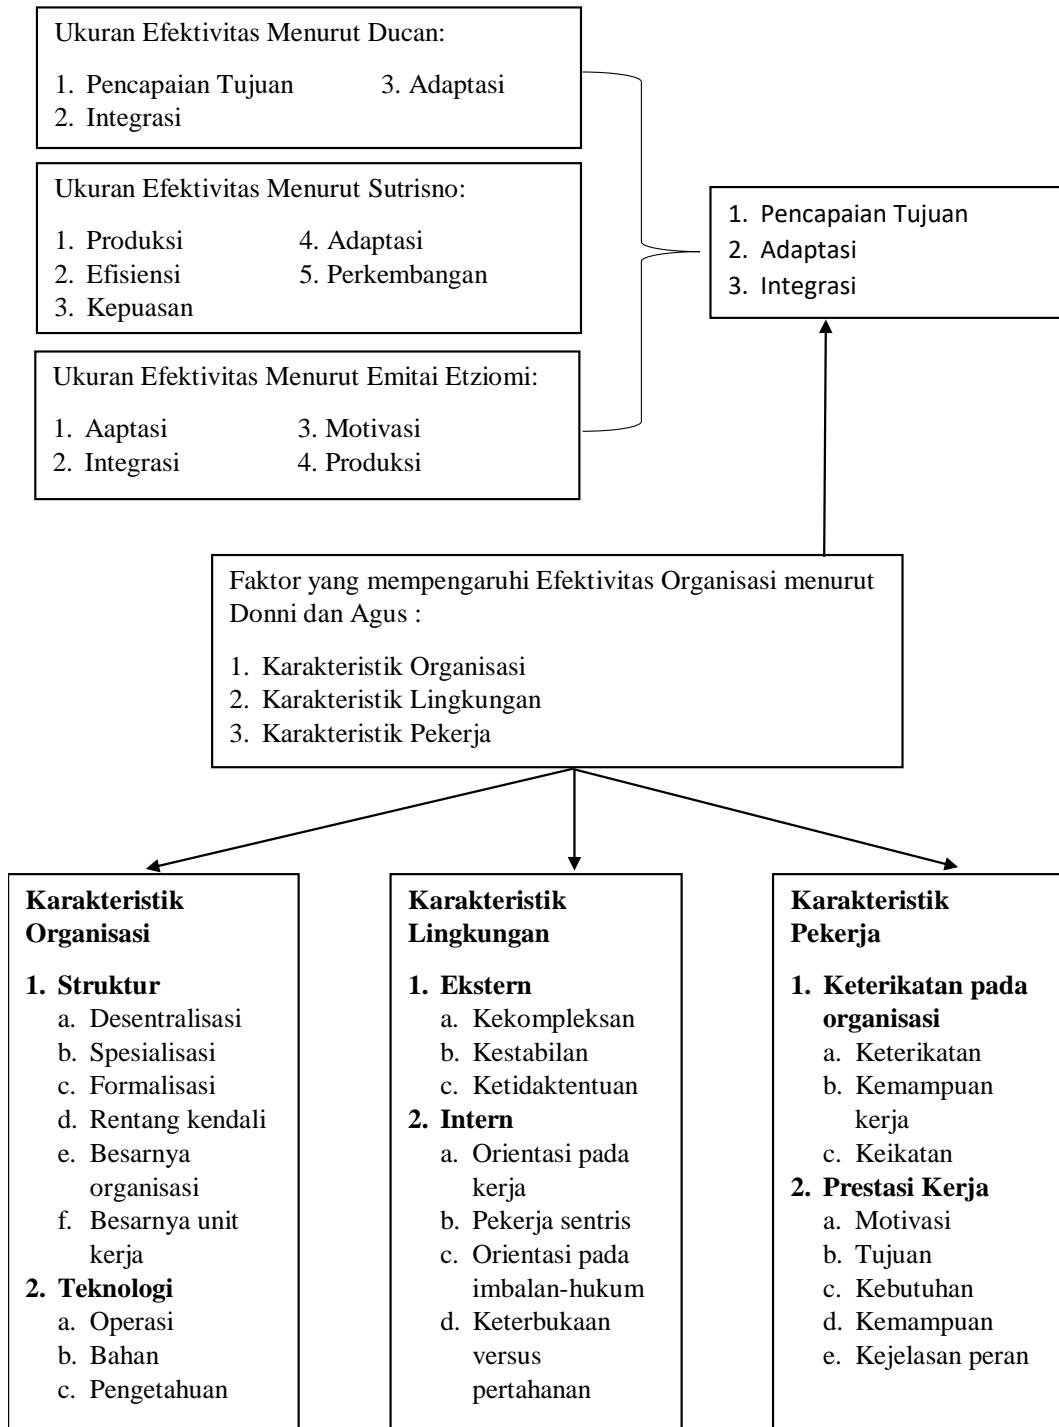 Ukuran Efektivitas Menurut Ducan:
1. Pencapaian Tujuan 3. Adaptasi
2. Integrasi
Ukuran Efektivitas Menurut Sutrisno:
1. Produksi 4. Adaptasi
2. Efisiensi 5. Perkembangan
3. Kepuasan
Ukuran Efektivitas Menurut Emitai Etziomi:
1. Aaptasi 3. Motivasi
2. Integrasi 4. Produksi
1. Pencapaian Tujuan
2. Adaptasi
3. Integrasi
Faktor yang mempengaruhi Efektivitas Organisasi menurut
Donni dan Agus :
1. Karakteristik Organisasi
2. Karakteristik Lingkungan
3. Karakteristik Pekerja
Karakteristik
Organisasi
1. Struktur
a. Desentralisasi
b. Spesialisasi
c. Formalisasi
d. Rentang kendali
e. Besarnya
organisasi
f. Besarnya unit
kerja
2. Teknologi
a. Operasi
b. Bahan
c. Pengetahuan
Karakteristik
Lingkungan
1. Ekstern
a. Kekompleksan
b. Kestabilan
c. Ketidaktentuan
2. Intern
a. Orientasi pada
kerja
b. Pekerja sentris
c. Orientasi pada
imbalan-hukum
d. Keterbukaan
versus
pertahanan
Karakteristik
Pekerja
1. Keterikatan pada
organisasi
a. Keterikatan
b. Kemampuan
kerja
c. Keikatan
2. Prestasi Kerja
a. Motivasi
b. Tujuan
c. Kebutuhan
d. Kemampuan
e. Kejelasan peran